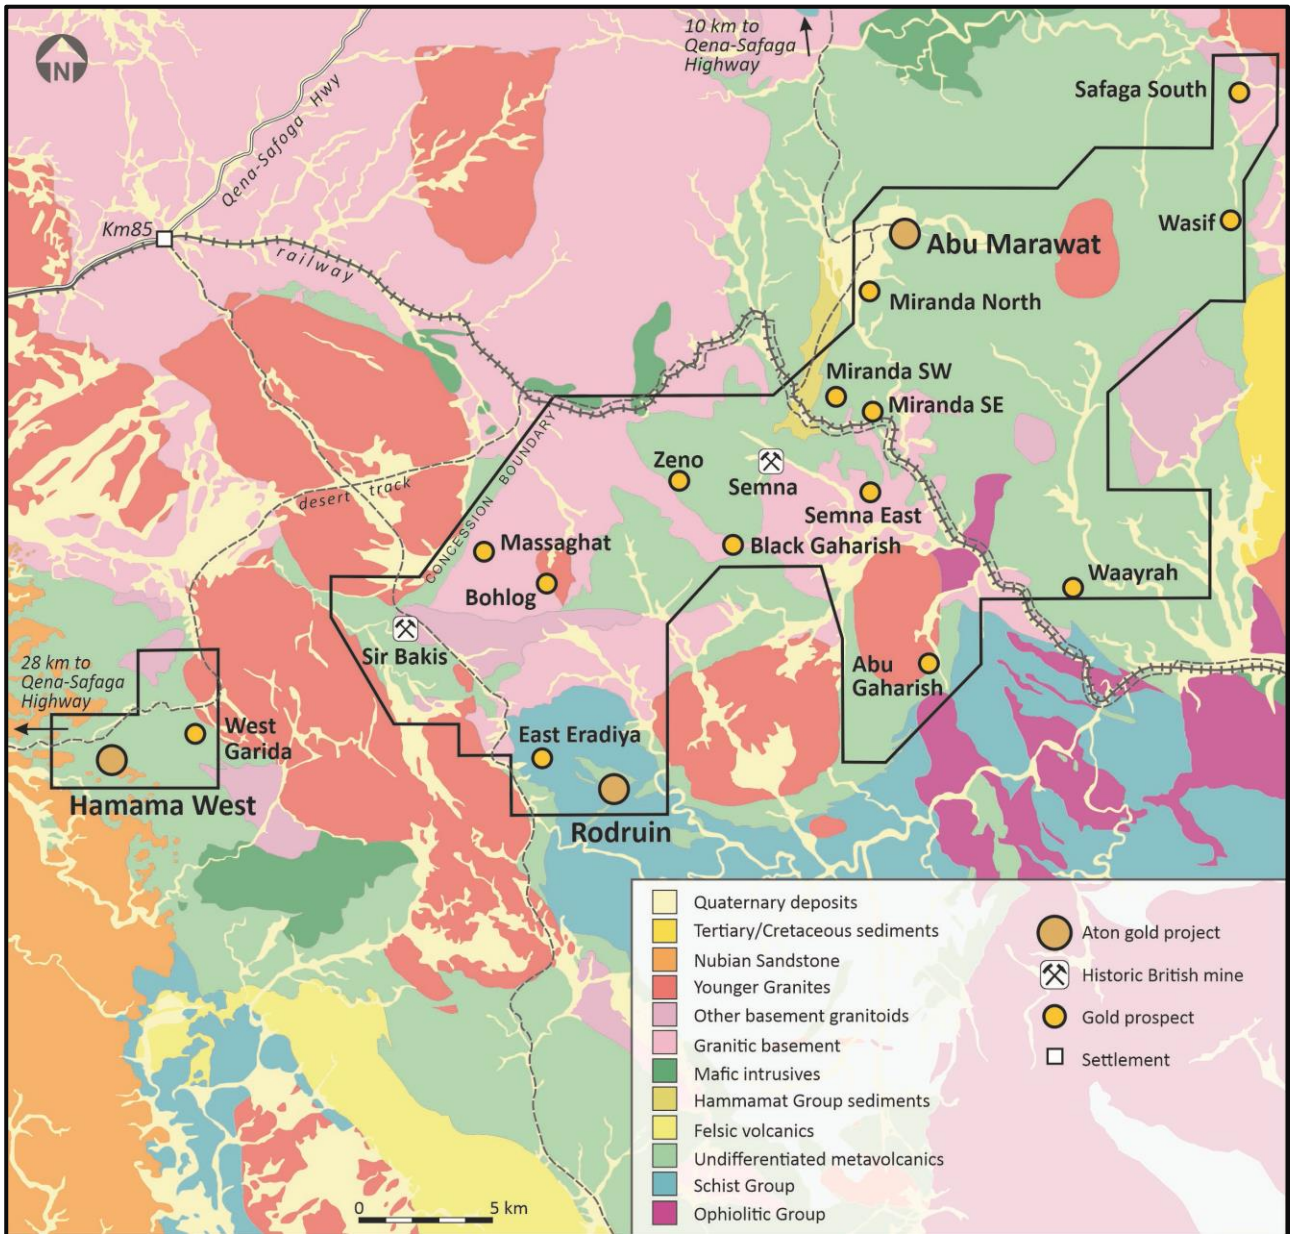 N
10 km to
Qena-Safaga
Highway
Safaga South
Qena-Safoga Hwy
Km85
railway
Wasif
Abu Marawat
Miranda North
Miranda SW
Miranda SE
CONCESSION BOUNDARY
Zeno
Semna
desert track
Semna East
Massaghat
Black Gaharish
Bohlog
Waayrah
Sir Bakis
28 km to
Qena-Safaga
Highway
Abu
Gaharish
West
Garida
East Eradiya
Hamama West
Rodruin
Quaternary deposits
Tertiary/Cretaceous sediments
Nubian Sandstone
Younger Granites
Other basement granitoids
Granitic basement
Mafic intrusives
Hammamat Group sediments
Felsic volcanics
Undifferentiated metavolcanics
Schist Group
Ophiolitic Group
Aton gold project
Historic British mine
Gold prospect
Settlement
0 5 km